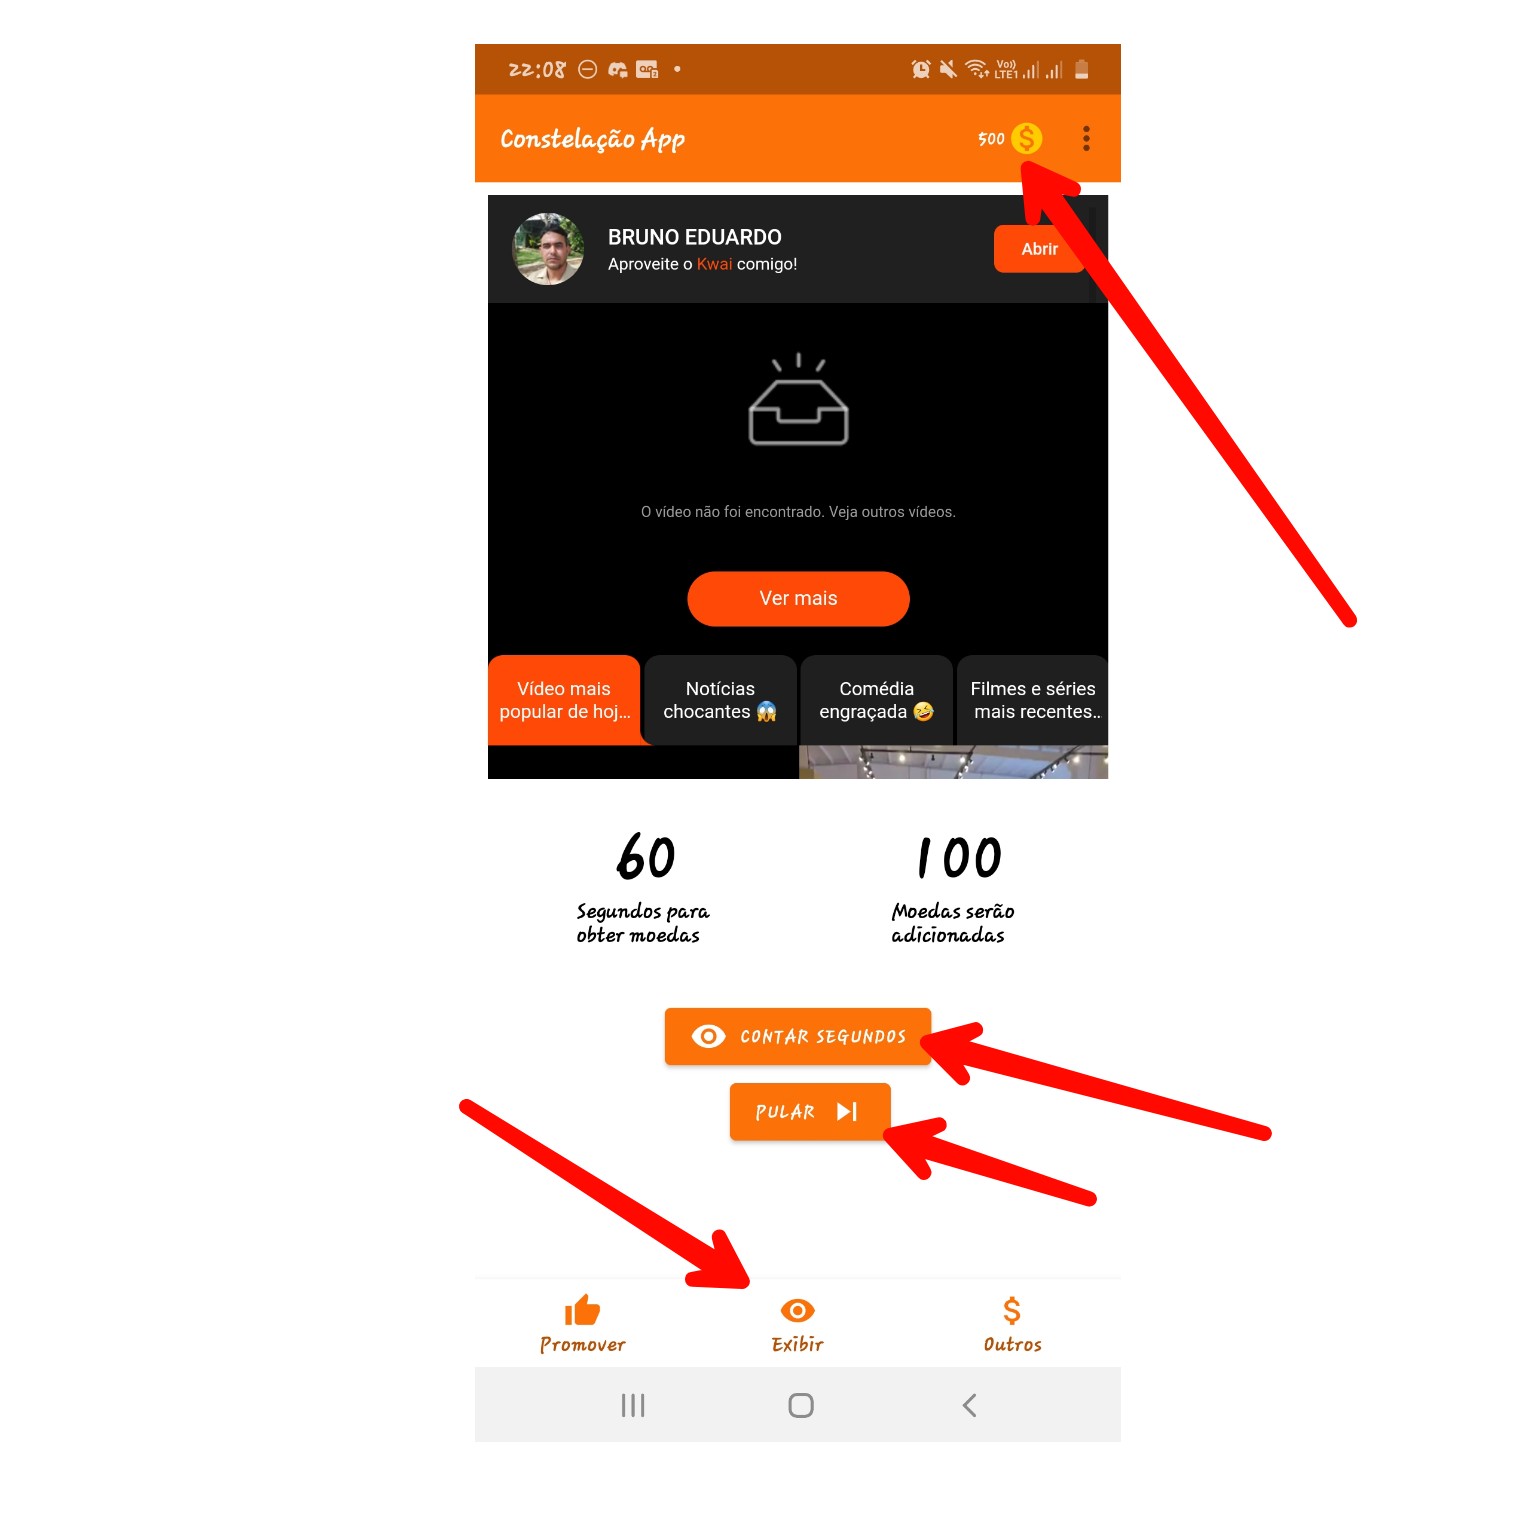 22:08
Vo))
LTE1
Constelação App
500
BRUNO EDUARDO
Aproveite o Kwai comigo!
Abrir
O vídeo não foi encontrado. Veja outros vídeos.
Ver mais
Vídeo mais
popular de hoj...
Notícias
chocantes 😱
Comédia
engraçada 🤣
Filmes e séries
mais recentes..
60
Segundos para
obter moedas
100
Moedas serão
adicionadas
CONTAR SEGUNDOS
PULAR
Promover
Exibir
Outros